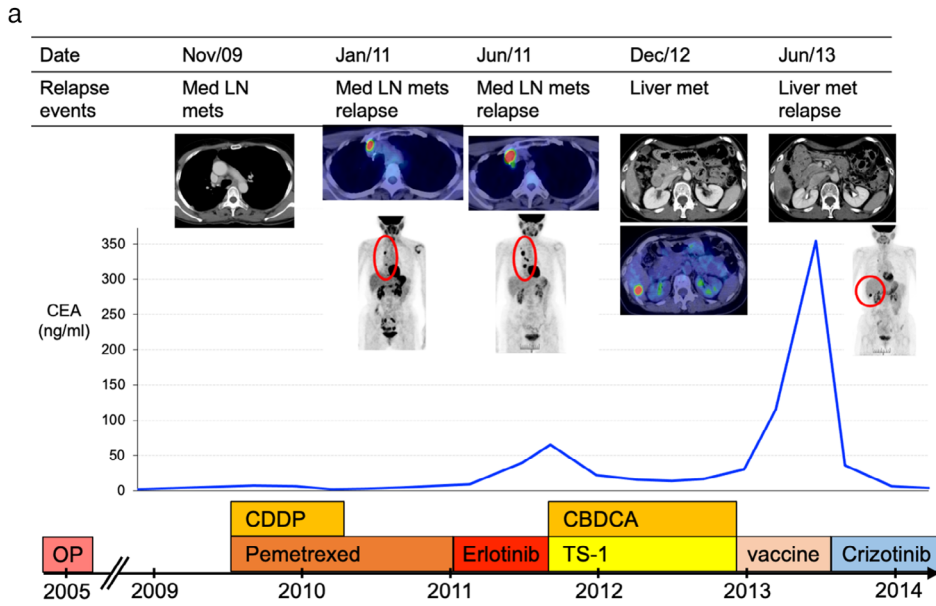 a
Date Nov/09 Jan/11 Jun/11 Dec/12 Jun/13
Relapse events Med LN mets Med LN mets relapse Med LN mets relapse Liver met Liver met relapse
350
300
CEA (ng/ml)
250
200
150
100
50
0
CDDP CBDCA
OP Pemetrexed Erlotinib TS-1 vaccine Crizotinib
2005 2009 2010 2011 2012 2013 2014